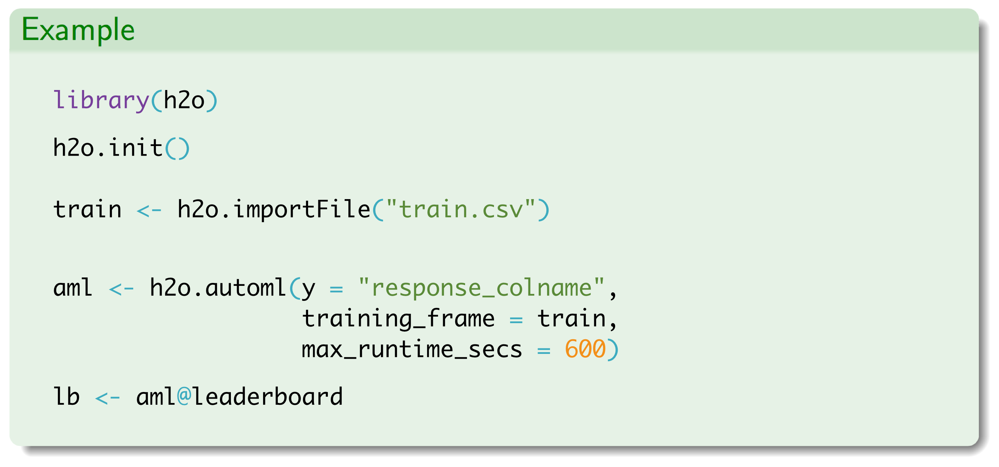 Example
library(h2o)
h2o.init()
train <- h2o.importFile("train.csv")
aml <- h2o.automl(y = "response_colname",
training_frame = train,
max_runtime_secs = 600)
lb <- aml@leaderboard